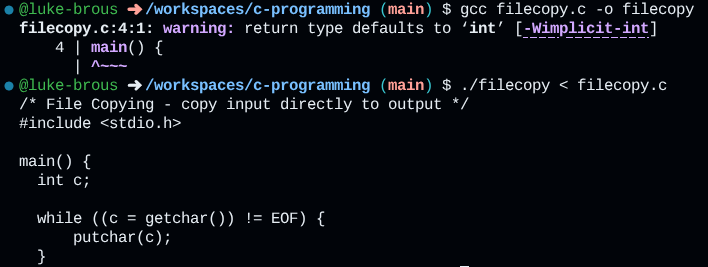 @luke-brous ➜ /workspaces/c-programming (main) $ gcc filecopy.c -o filecopy
filecopy.c:4:1: warning: return type defaults to ‘int’ [-Wimplicit-int]
    4 | main() {
      | ^~~~
@luke-brous ➜ /workspaces/c-programming (main) $ ./filecopy < filecopy.c
/* File Copying - copy input directly to output */
#include <stdio.h>

main() {
  int c;

  while ((c = getchar()) != EOF) {
      putchar(c);
  }